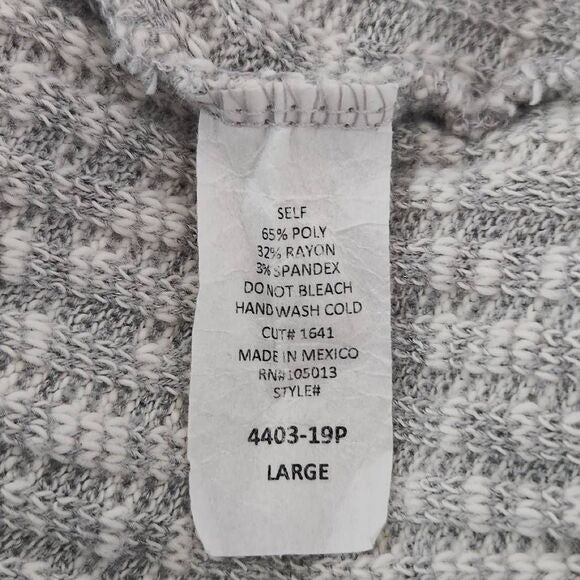 SELF
65% POLY
32% RAYON
3% SPANDEX
DO NOT BLEACH
HAND WASH COLD
CUT# 1641
MADE IN MEXICO
RN#105013
STYLE#
4403-19P
LARGE